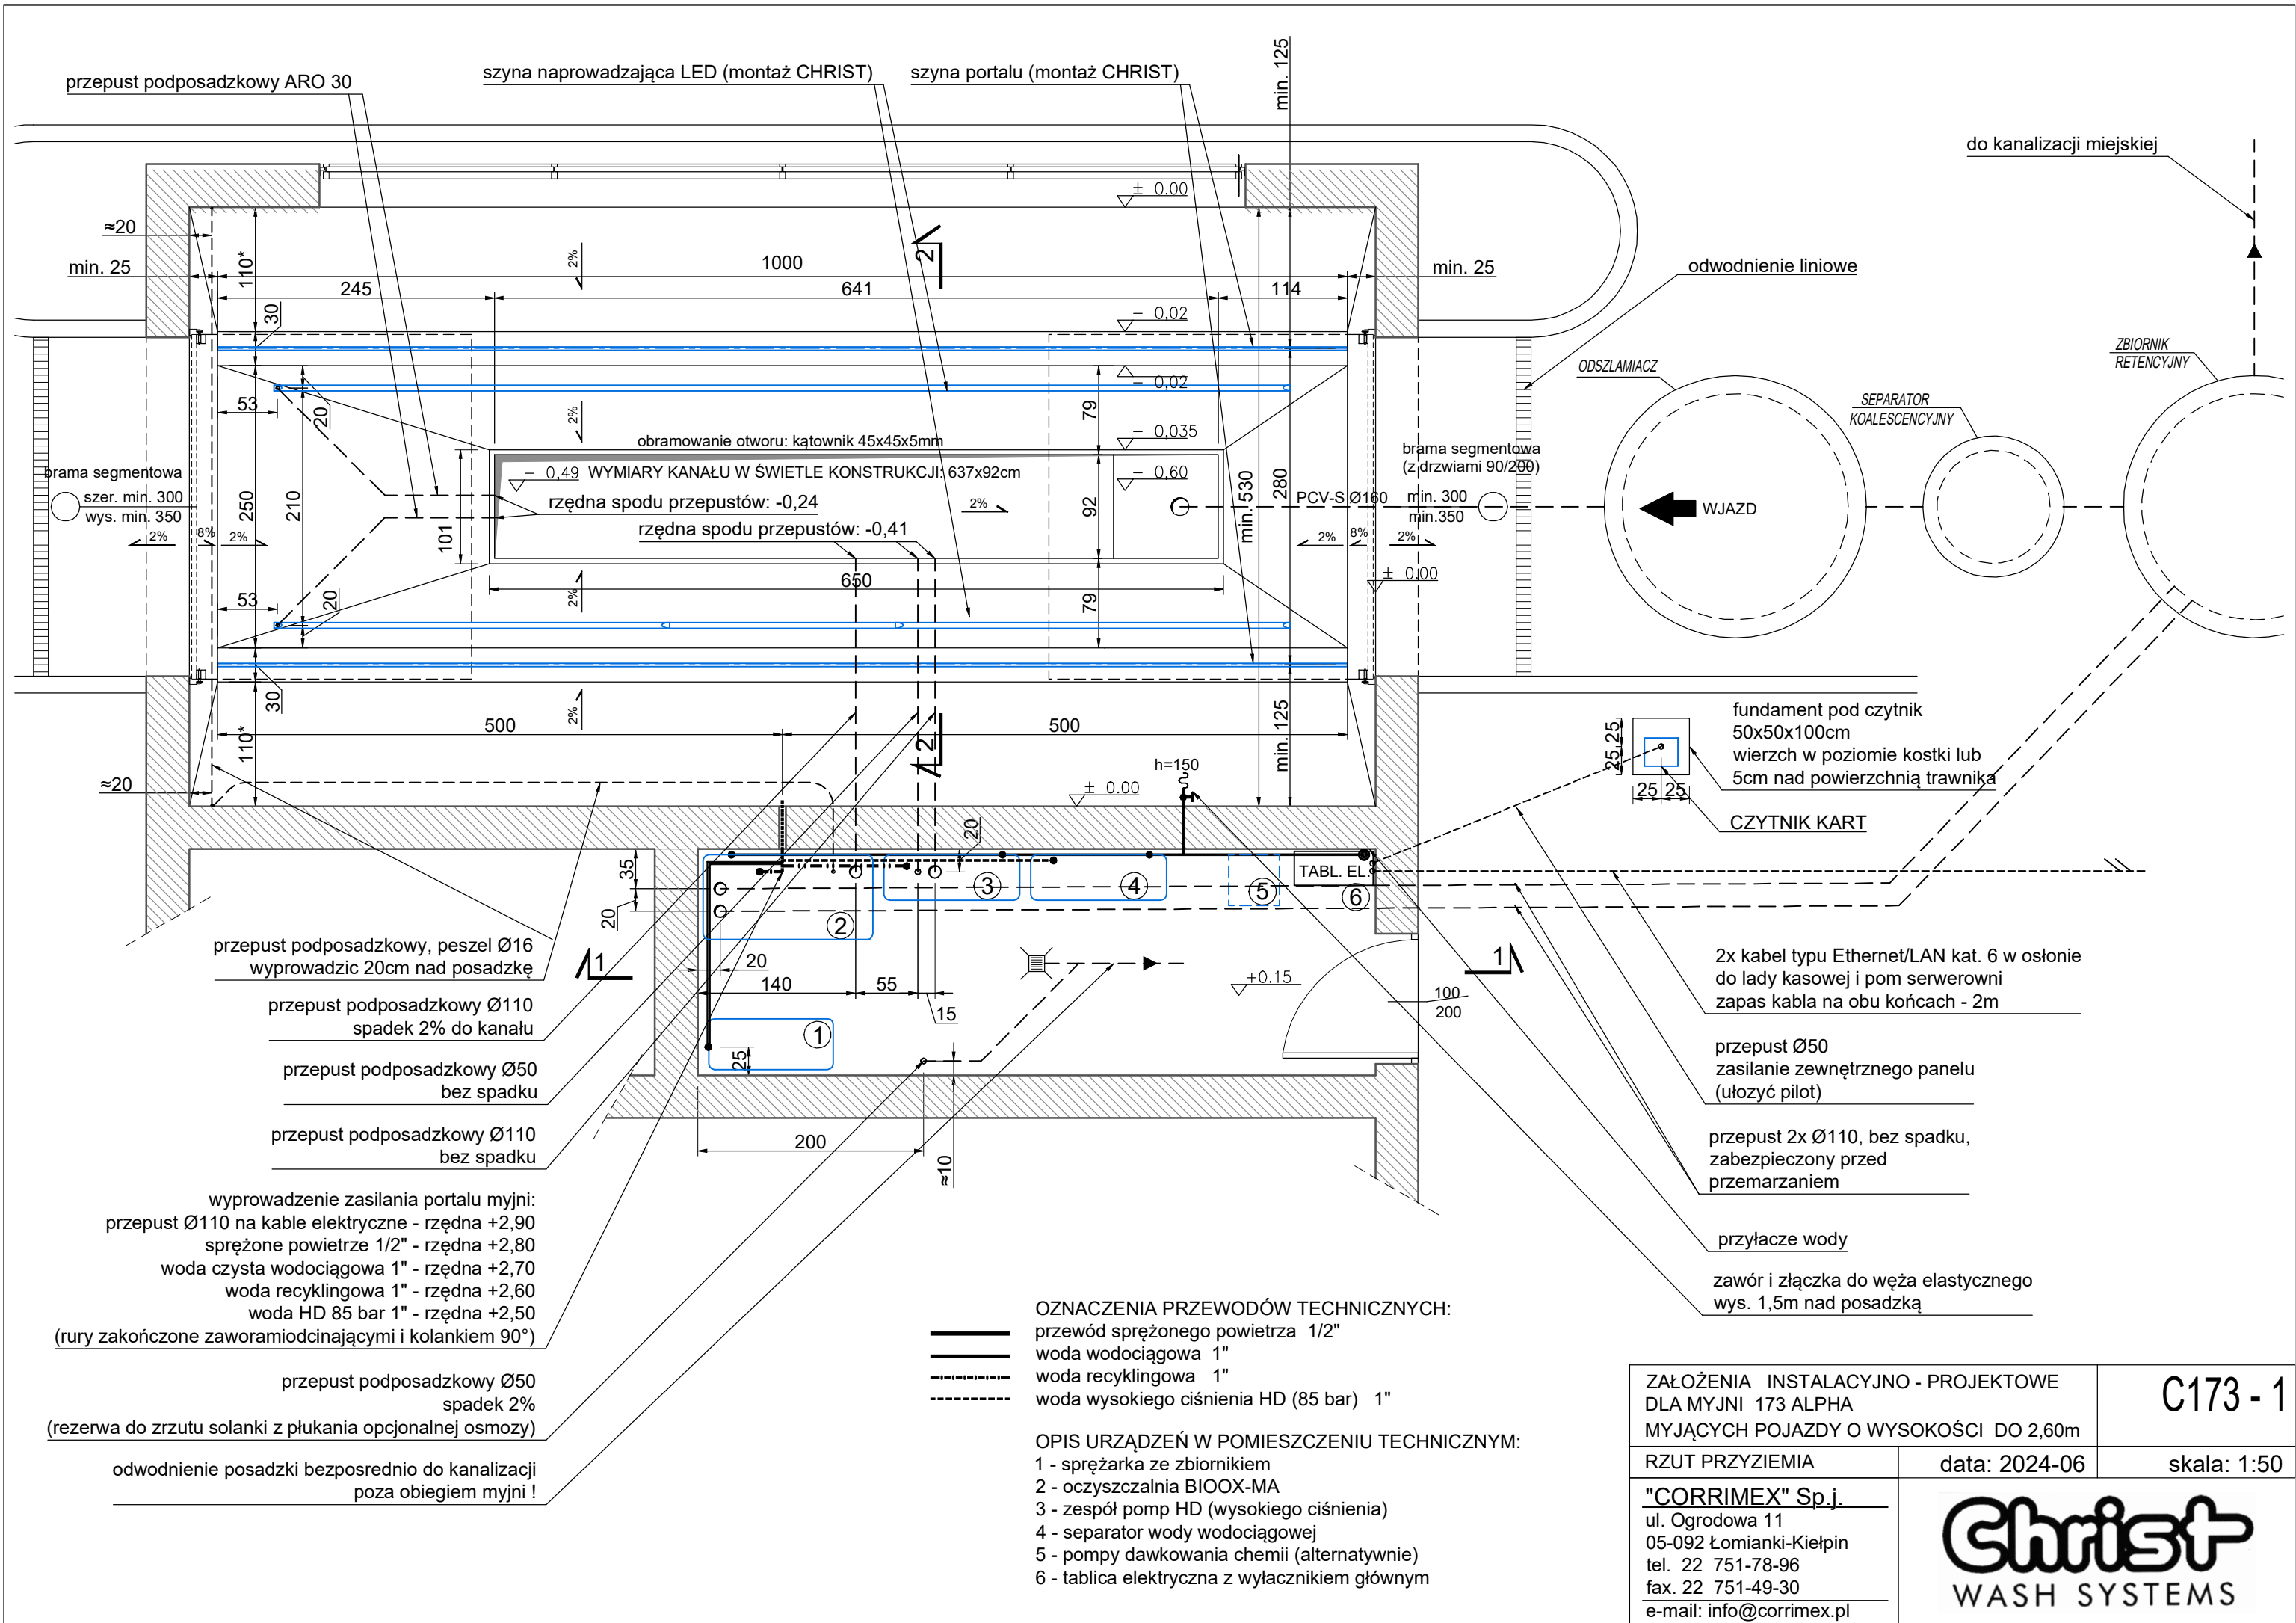 przepust podposadzkowy ARO 30
szyna naprowadzająca LED (montaż CHRIST)
szyna portalu (montaż CHRIST)
min. 125
do kanalizacji miejskiej
± 0.00
≈20
min. 25
110*
2%
1000
2
min. 25
odwodnienie liniowe
245
641
114
30
- 0,02
- 0,02
ZBIORNIK
RETENCYJNY
ODSZLAMIACZ
SEPARATOR
KOALESCENCYJNY
53
20
2%
79
- 0,035
obramowanie otworu: kątownik 45x45x5mm
brama segmentowa
(z drzwiami 90/200)
brama segmentowa
szer. min. 300
wys. min. 350
- 0,49 WYMIARY KANAŁU W ŚWIETLE KONSTRUKCJI: 637x92cm
- 0,60
rzędna spodu przepustów: -0,24
2%
rzędna spodu przepustów: -0,41
250
210
101
92
min. 530
280
PCV-S Ø160
min. 300
min.350
WJAZD
2%
8%
2%
2%
8%
2%
± 0.00
650
2%
53
20
79
30
110*
2%
500
2
500
min. 125
≈20
h=150
± 0.00
25 25
25 25
fundament pod czytnik
50x50x100cm
wierzch w poziomie kostki lub
5cm nad powierzchnią trawnika
CZYTNIK KART
35
20
20
TABL. EL.
3
4
5
6
2
1
1
20
140
55
15
+0.15
100
200
1
25
200
≈10
przepust podposadzkowy, peszel Ø16
wyprowadzic 20cm nad posadzkę
przepust podposadzkowy Ø110
spadek 2% do kanału
przepust podposadzkowy Ø50
bez spadku
przepust podposadzkowy Ø110
bez spadku
wyprowadzenie zasilania portalu myjni:
przepust Ø110 na kable elektryczne - rzędna +2,90
sprężone powietrze 1/2" - rzędna +2,80
woda czysta wodociągowa 1" - rzędna +2,70
woda recyklingowa 1" - rzędna +2,60
woda HD 85 bar 1" - rzędna +2,50
(rury zakończone zaworamiodcinającymi i kolankiem 90°)
przepust podposadzkowy Ø50
spadek 2%
(rezerwa do zrzutu solanki z płukania opcjonalnej osmozy)
odwodnienie posadzki bezposrednio do kanalizacji
poza obiegiem myjni !
2x kabel typu Ethernet/LAN kat. 6 w osłonie
do lady kasowej i pom serwerowni
zapas kabla na obu końcach - 2m
przepust Ø50
zasilanie zewnętrznego panelu
(ułozyć pilot)
przepust 2x Ø110, bez spadku,
zabezpieczony przed
przemarzaniem
przyłacze wody
zawór i złączka do węża elastycznego
wys. 1,5m nad posadzką
OZNACZENIA PRZEWODÓW TECHNICZNYCH:
przewód sprężonego powietrza 1/2"
woda wodociągowa 1"
woda recyklingowa 1"
woda wysokiego ciśnienia HD (85 bar) 1"
OPIS URZĄDZEŃ W POMIESZCZENIU TECHNICZNYM:
1 - sprężarka ze zbiornikiem
2 - oczyszczalnia BIOOX-MA
3 - zespół pomp HD (wysokiego ciśnienia)
4 - separator wody wodociągowej
5 - pompy dawkowania chemii (alternatywnie)
6 - tablica elektryczna z wyłacznikiem głównym
ZAŁOŻENIA INSTALACYJNO - PROJEKTOWE
DLA MYJNI 173 ALPHA
MYJĄCYCH POJAZDY O WYSOKOŚCI DO 2,60m
C173 - 1
RZUT PRZYZIEMIA
data: 2024-06
skala: 1:50
"CORRIMEX" Sp.j.
ul. Ogrodowa 11
05-092 Łomianki-Kiełpin
tel. 22 751-78-96
fax. 22 751-49-30
e-mail: info@corrimex.pl
Christ
WASH SYSTEMS